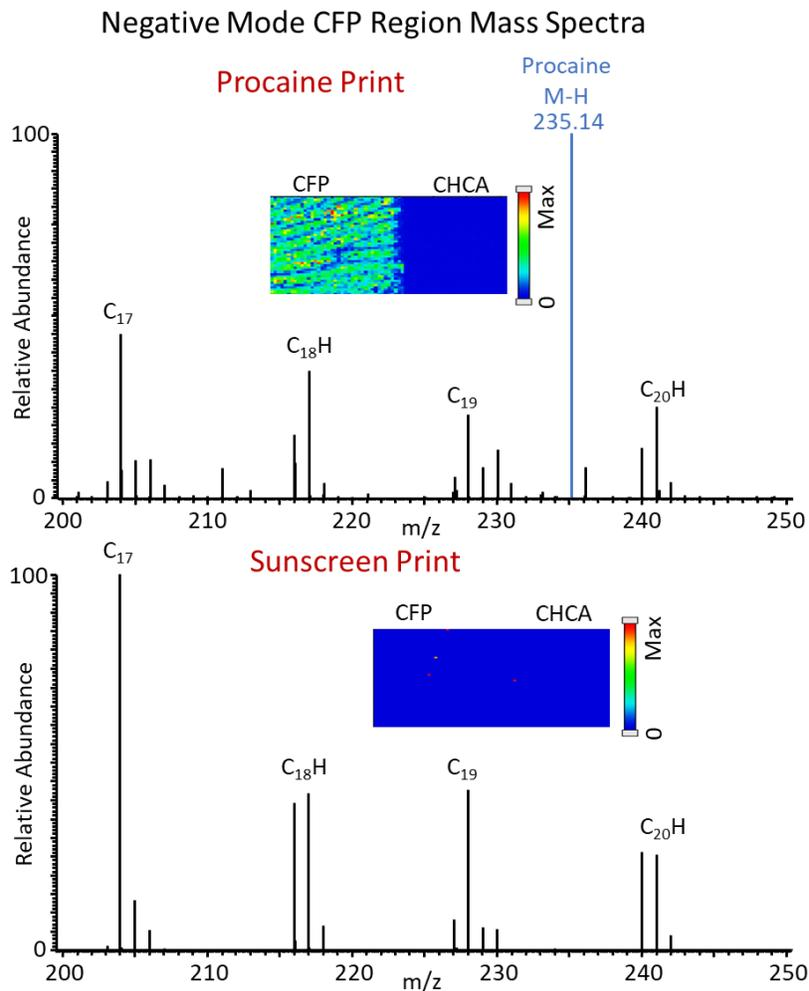 Negative Mode CFP Region Mass Spectra
Procaine Print
Procaine
M-H
235.14
100
CFP
CHCA
Max
0
C17
C18H
C19
C20H
Relative Abundance
0
200
210
220
230
240
250
m/z
Sunscreen Print
C17
100
CFP
CHCA
Max
0
C18H
C19
C20H
Relative Abundance
0
200
210
220
230
240
250
m/z